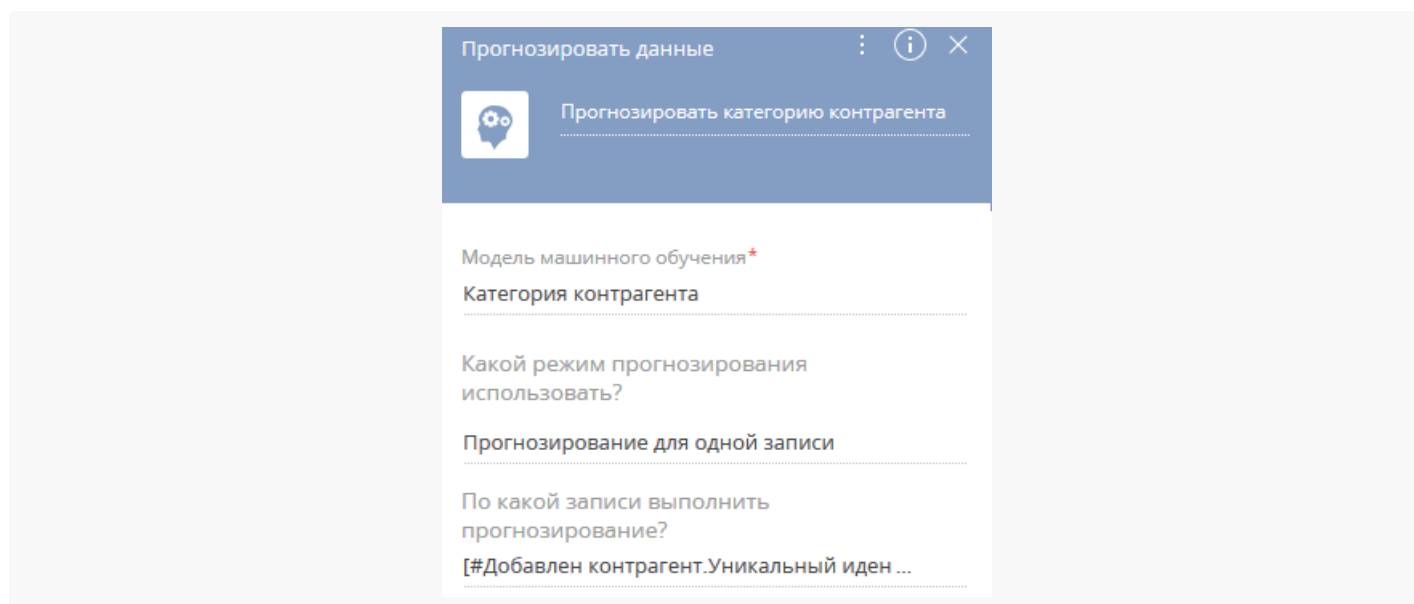 Прогнозировать данные
Прогнозировать категорию контрагента
Модель машинного обучения*
Категория контрагента
Какой режим прогнозирования
использовать?
Прогнозирование для одной записи
По какой записи выполнить
прогнозирование?
[#Добавлен контрагент.Уникальный иден ...